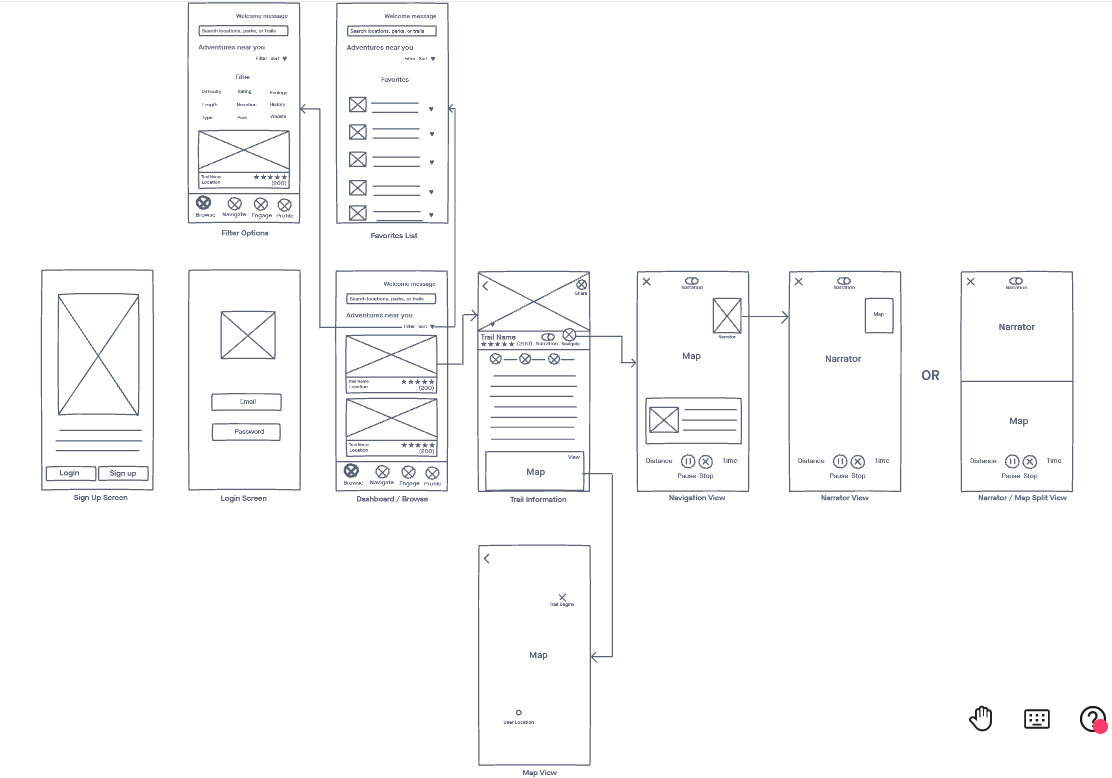 Welcome message
Search locations, parks, or trails
Adventures near you
Filter Sort
Filter
Difficulty Rating Ecology
Length Narration History
Type Park Wildlife
Trail Name
Location
(200)
Browse Navigate Engage Profile
Filter Options
Welcome message
Search locations, parks, or trails
Adventures near you
Filter Sort
Favorites
Favorites List
Login Sign up
Sign Up Screen
Email
Password
Login Screen
Welcome message
Search locations, parks, or trails
Adventures near you
Filter Sort
Trail Name
Location
(200)
Trail Name
Location
(200)
Browse Navigate Engage Profile
Dashboard / Browse
Share
Trail Name
(200) Narration Navigate
View
Map
Trail Information
Narration
Narrator
Map
Distance Time
Pause Stop
Navigation View
Narration
Map
Narrator
Distance Time
Pause Stop
Narrator View
OR
Narration
Narrator
Map
Distance Time
Pause Stop
Narrator / Map Split View
Trail Begins
Map
User Location
Map View